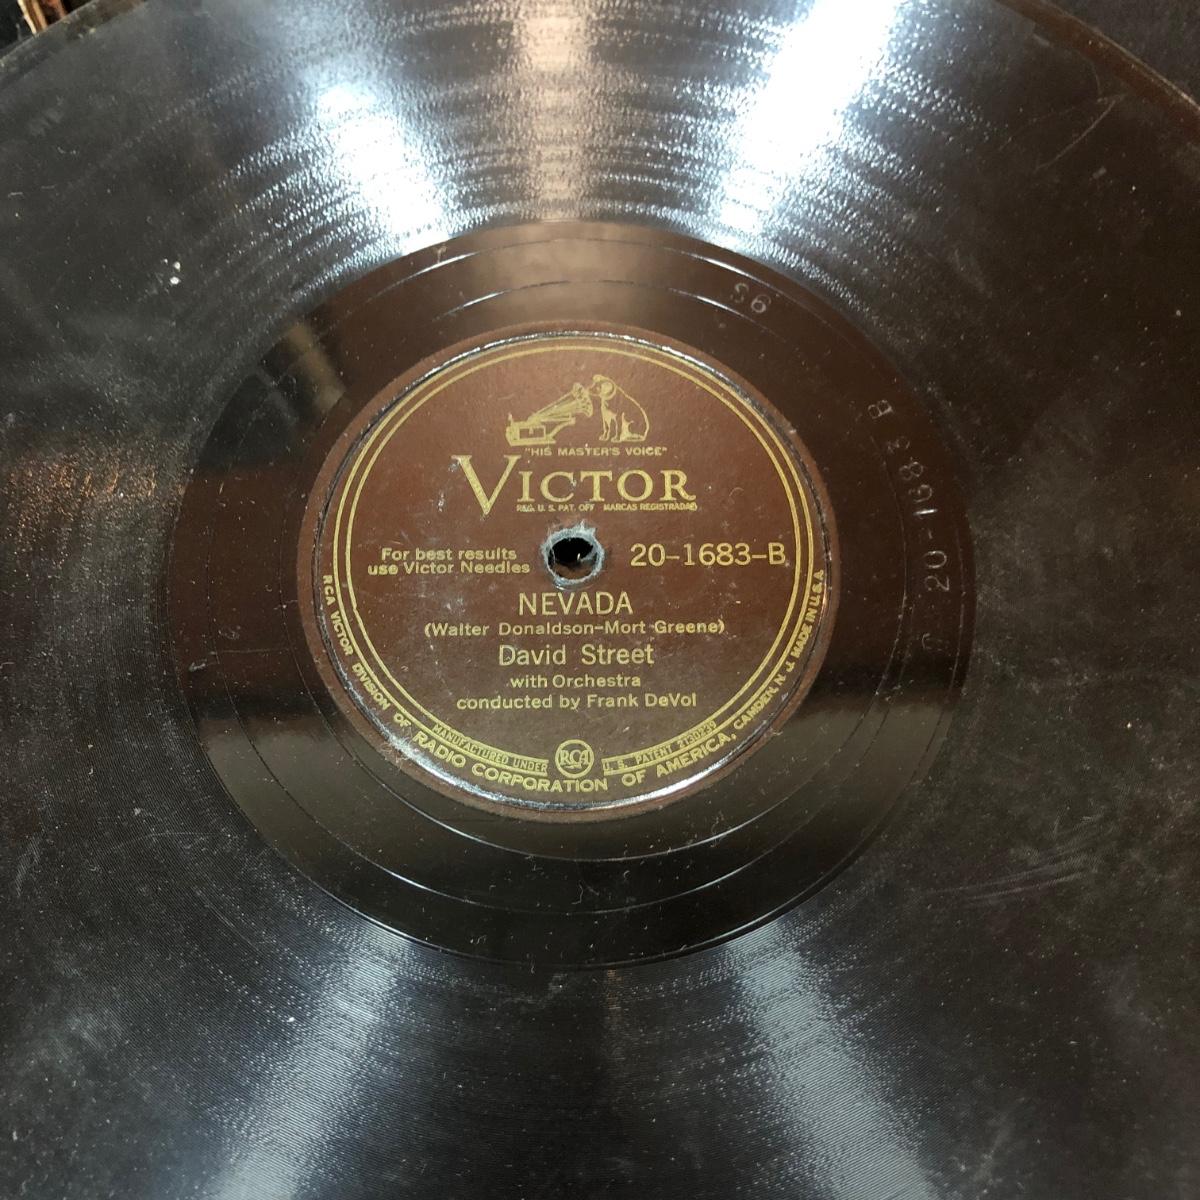 "HIS MASTER'S VOICE"
VICTOR
REG. U. S. PAT. OFF. MARCAS REGISTRADAS
For best results
use Victor Needles
20-1683-B
NEVADA
(Walter Donaldson-Mort Greene)
David Street
with Orchestra
conducted by Frank DeVol
MANUFACTURED UNDER RCA U. S. PATENT 2130239
RCA VICTOR DIVISION OF RADIO CORPORATION OF AMERICA, CAMDEN, N. J. MADE IN U.S.A.
20-1683 B
S6